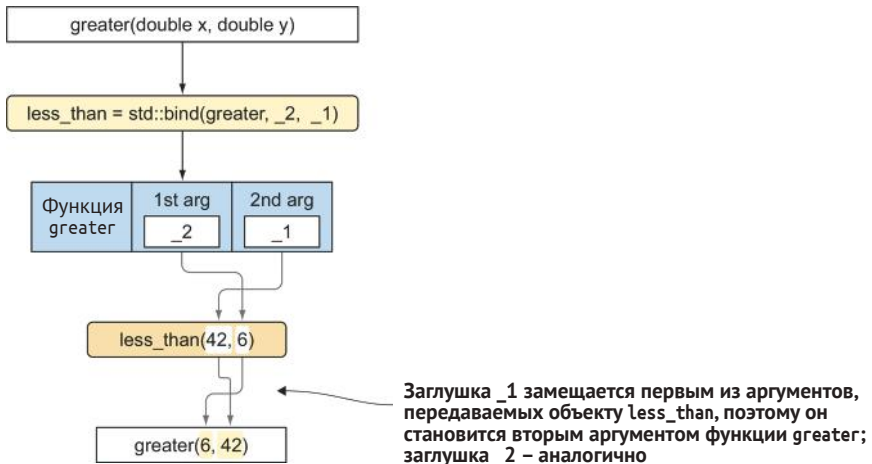 greater(double x, double y)
less_than = std::bind(greater, _2, _1)
Функция
greater
1st arg
2nd arg
_2
_1
less_than(42, 6)
greater(6, 42)
Заглушка _1 замещается первым из аргументов,
передаваемых объекту less_than, поэтому он
становится вторым аргументом функции greater;
заглушка _2 – аналогично